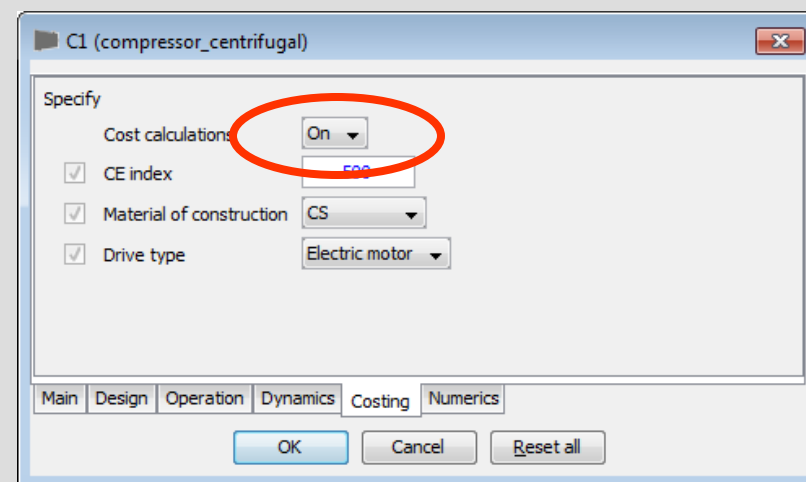 C1 (compressor_centrifugal)
Specify
Cost calculations On
CE index
Material of construction CS
Drive type Electric motor
Main Design Operation Dynamics Costing Numerics
OK Cancel Reset all